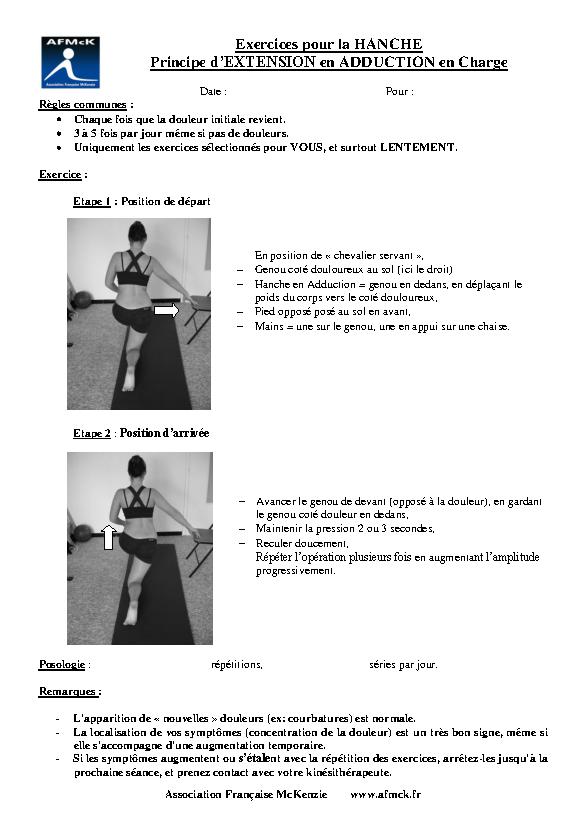 AFMcK
Association Française McKenzie
Exercices pour la HANCHE
Principe d'EXTENSION en ADDUCTION en Charge
Date : Pour :
Règles communes :
• Chaque fois que la douleur initiale revient.
• 3 à 5 fois par jour même si pas de douleurs.
• Uniquement les exercices sélectionnés pour VOUS, et surtout LENTEMENT.
Exercice :
Etape 1 : Position de départ
En position de « chevalier servant »,
– Genou coté douloureux au sol (ici le droit)
– Hanche en Adduction = genou en dedans, en déplaçant le
poids du corps vers le coté douloureux,
– Pied opposé posé au sol en avant,
– Mains = une sur le genou, une en appui sur une chaise.
Etape 2 : Position d'arrivée
– Avancer le genou de devant (opposé à la douleur), en gardant
le genou coté douleur en dedans,
– Maintenir la pression 2 ou 3 secondes,
– Reculer doucement,
Répéter l'opération plusieurs fois en augmentant l'amplitude
progressivement.
Posologie : répétitions, séries par jour.
Remarques :
- L'apparition de « nouvelles » douleurs (ex: courbatures) est normale.
- La localisation de vos symptômes (concentration de la douleur) est un très bon signe, même si
elle s'accompagne d'une augmentation temporaire.
- Si les symptômes augmentent ou s'étalent avec la répétition des exercices, arrêtez-les jusqu'à la
prochaine séance, et prenez contact avec votre kinésithérapeute.
Association Française McKenzie www.afmck.fr